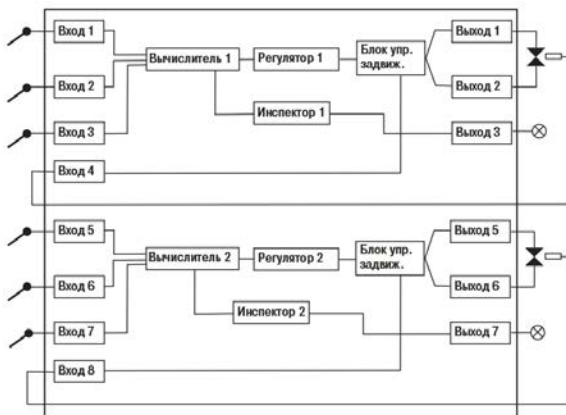 Вход 1
Вход 2
Вход 3
Вход 4
Вычислитель 1
Регулятор 1
Блок упр.
задвиж.
Инспектор 1
Выход 1
Выход 2
Выход 3
Вход 5
Вход 6
Вход 7
Вход 8
Вычислитель 2
Регулятор 2
Блок упр.
задвиж.
Инспектор 2
Выход 5
Выход 6
Выход 7